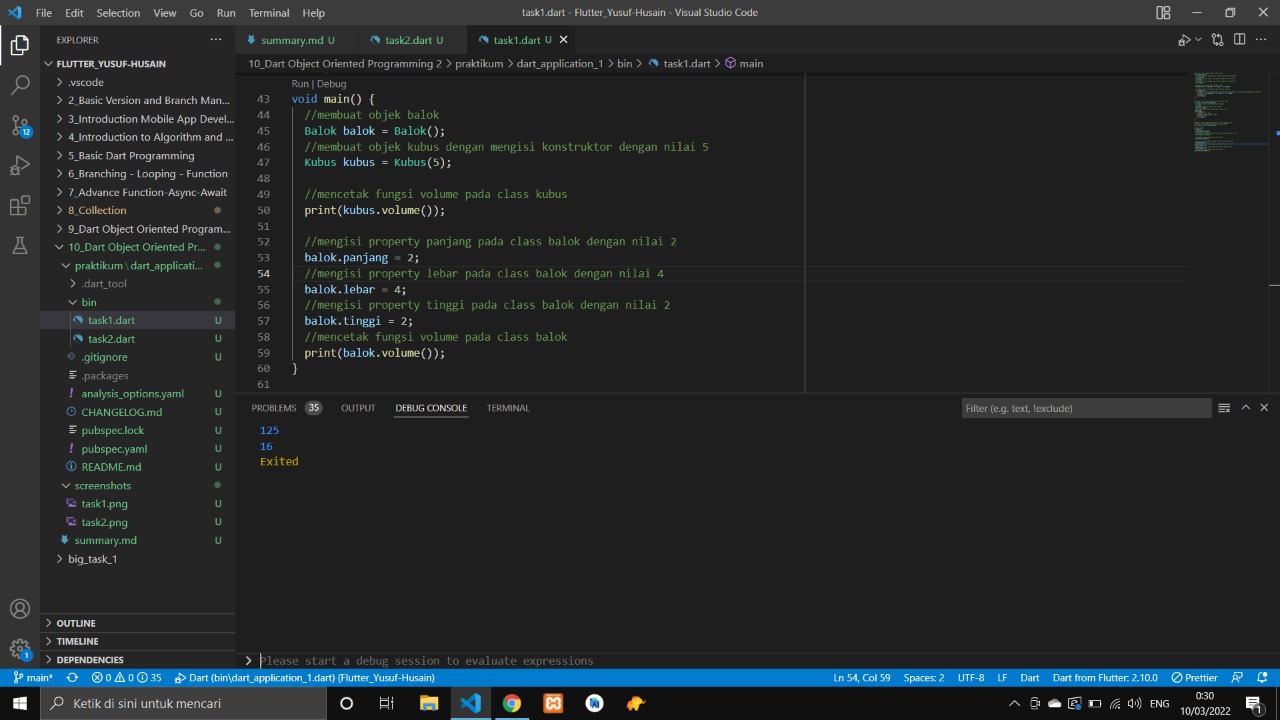 File Edit Selection View Go Run Terminal Help
task1.dart - Flutter_Yusuf-Husain - Visual Studio Code
EXPLORER
FLUTTER_YUSUF-HUSAIN
.vscode
2_Basic Version and Branch Man...
3_Introduction Mobile App Devel...
4_Introduction to Algorithm and ...
5_Basic Dart Programming
6_Branching - Looping - Function
7_Advance Function-Async-Await
8_Collection
9_Dart Object Oriented Program...
10_Dart Object Oriented Pr...
praktikum \ dart_applicati...
.dart_tool
bin
task1.dart U
task2.dart U
.gitignore U
.packages
analysis_options.yaml U
CHANGELOG.md U
pubspec.lock U
pubspec.yaml U
README.md U
screenshots
task1.png U
task2.png U
summary.md U
big_task_1
OUTLINE
TIMELINE
DEPENDENCIES
12
1
summary.md U task2.dart U task1.dart U
10_Dart Object Oriented Programming 2 > praktikum > dart_application_1 > bin > task1.dart > main
Run | Debug
43 void main() {
44 //membuat objek balok
45 Balok balok = Balok();
46 //membuat objek kubus dengan mengisi konstruktor dengan nilai 5
47 Kubus kubus = Kubus(5);
48
49 //mencetak fungsi volume pada class kubus
50 print(kubus.volume());
51
52 //mengisi property panjang pada class balok dengan nilai 2
53 balok.panjang = 2;
54 //mengisi property lebar pada class balok dengan nilai 4
55 balok.lebar = 4;
56 //mengisi property tinggi pada class balok dengan nilai 2
57 balok.tinggi = 2;
58 //mencetak fungsi volume pada class balok
59 print(balok.volume());
60 }
61
PROBLEMS 35 OUTPUT DEBUG CONSOLE TERMINAL
Filter (e.g. text, !exclude)
125
16
Exited
Please start a debug session to evaluate expressions
main* 0 0 35 Dart (bin\dart_application_1.dart) (Flutter_Yusuf-Husain)
Ln 54, Col 59 Spaces: 2 UTF-8 LF Dart Dart from Flutter: 2.10.0 Prettier
Ketik di sini untuk mencari
ENG
0:30
10/03/2022
1